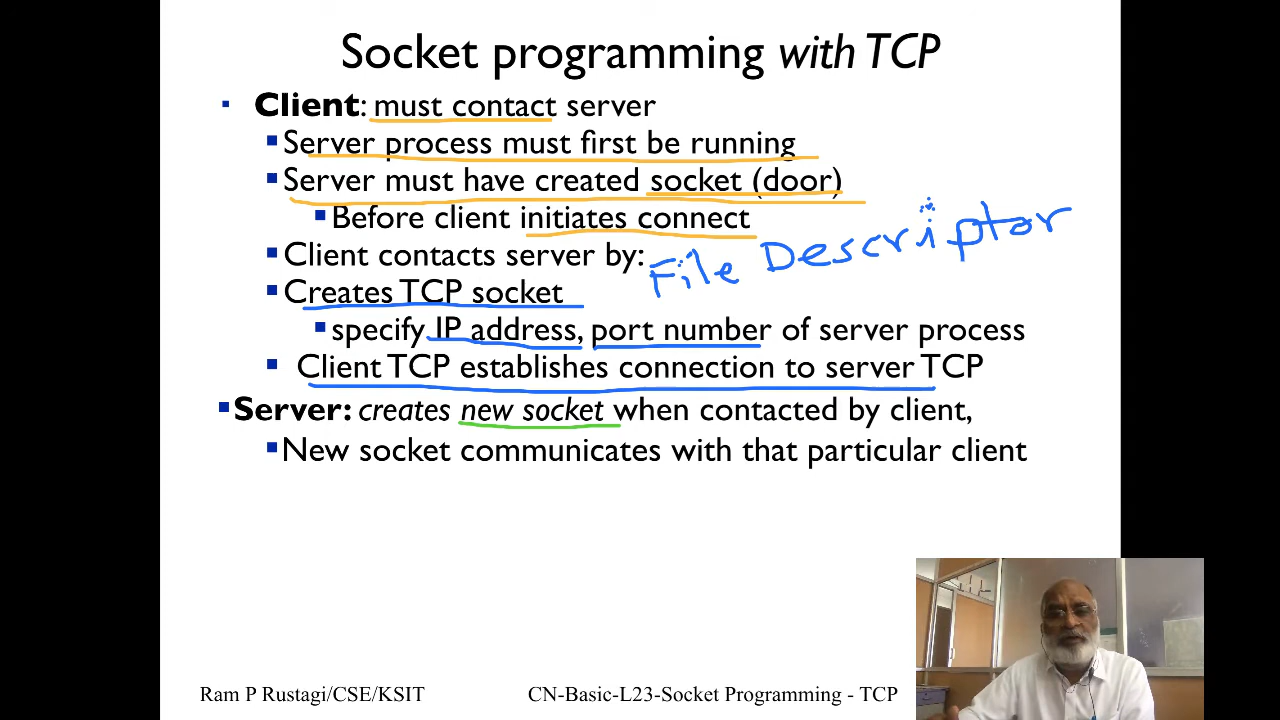 Socket programming with TCP
▪ Client: must contact server
▪ Server process must first be running
▪ Server must have created socket (door)
▪ Before client initiates connect
▪ Client contacts server by:
File Descriptor
▪ Creates TCP socket
▪ specify IP address, port number of server process
▪ Client TCP establishes connection to server TCP
▪ Server: creates new socket when contacted by client,
▪ New socket communicates with that particular client
Ram P Rustagi/CSE/KSIT
CN-Basic-L23-Socket Programming - TCP